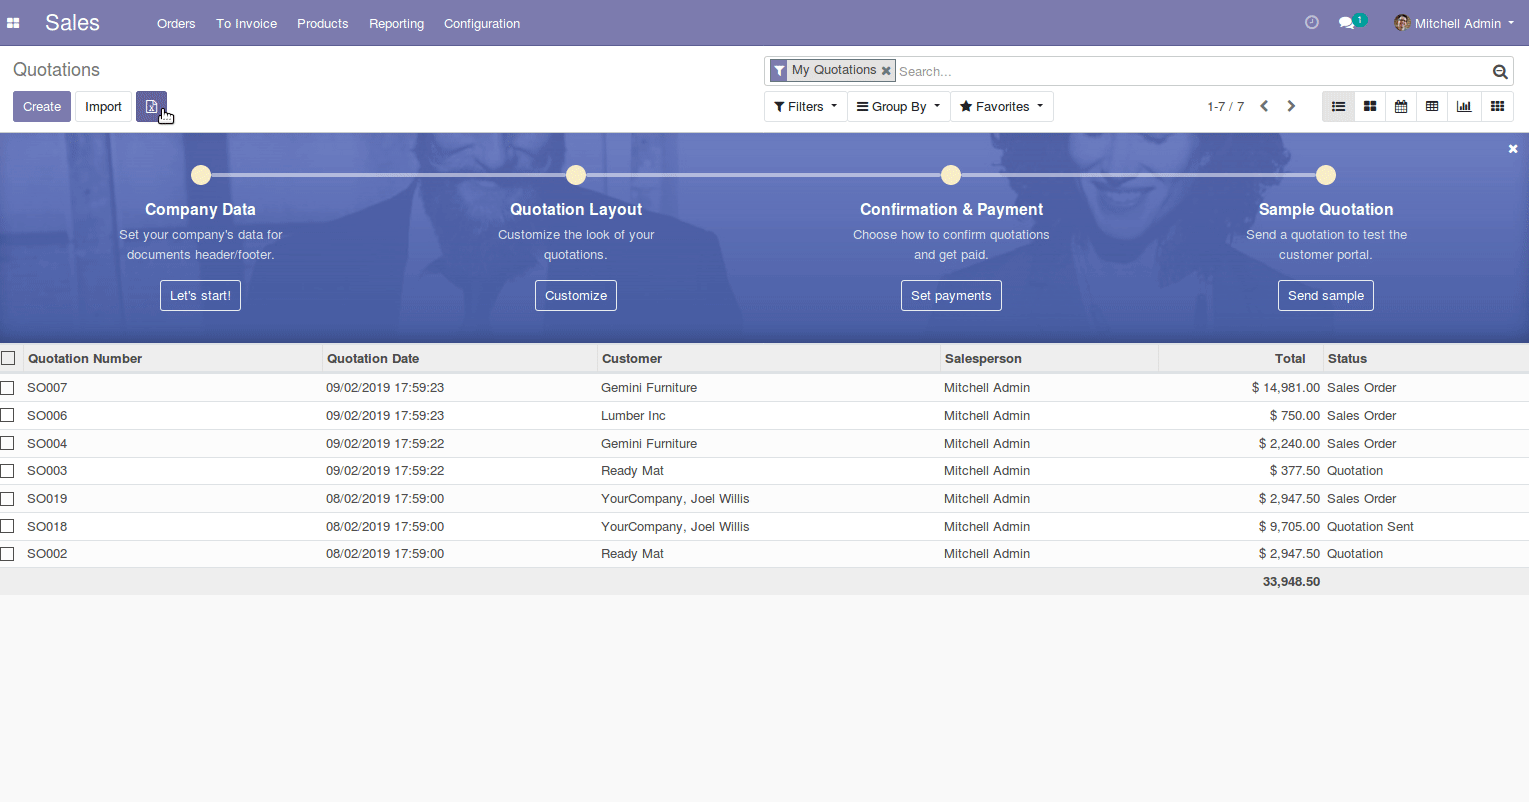 Sales Orders To Invoice Products Reporting Configuration 1 Mitchell Admin
Quotations My Quotations Search...
Create Import Filters Group By Favorites 1-7 / 7
Company Data Quotation Layout Confirmation & Payment Sample Quotation
Set your company's data for Customize the look of your Choose how to confirm quotations Send a quotation to test the
documents header/footer. quotations. and get paid. customer portal.
Let's start! Customize Set payments Send sample
Quotation Number Quotation Date Customer Salesperson Total Status
SO007 09/02/2019 17:59:23 Gemini Furniture Mitchell Admin $ 14,981.00 Sales Order
SO006 09/02/2019 17:59:23 Lumber Inc Mitchell Admin $ 750.00 Sales Order
SO004 09/02/2019 17:59:22 Gemini Furniture Mitchell Admin $ 2,240.00 Sales Order
SO003 09/02/2019 17:59:22 Ready Mat Mitchell Admin $ 377.50 Quotation
SO019 08/02/2019 17:59:00 YourCompany, Joel Willis Mitchell Admin $ 2,947.50 Sales Order
SO018 08/02/2019 17:59:00 YourCompany, Joel Willis Mitchell Admin $ 9,705.00 Quotation Sent
SO002 08/02/2019 17:59:00 Ready Mat Mitchell Admin $ 2,947.50 Quotation
33,948.50